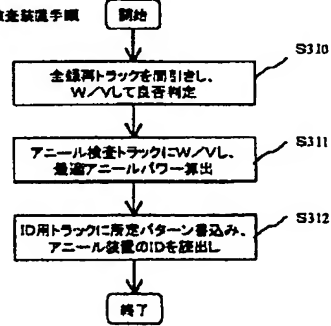 検査装置手順
開始
S310
全録再トラックを間引きし、
W/Vして良否判定
S311
アニール検査トラックにW/Vし、
最適アニールパワー算出
S312
ID用トラックに所定パターン書込み、
アニール装置のIDを読出し
終了